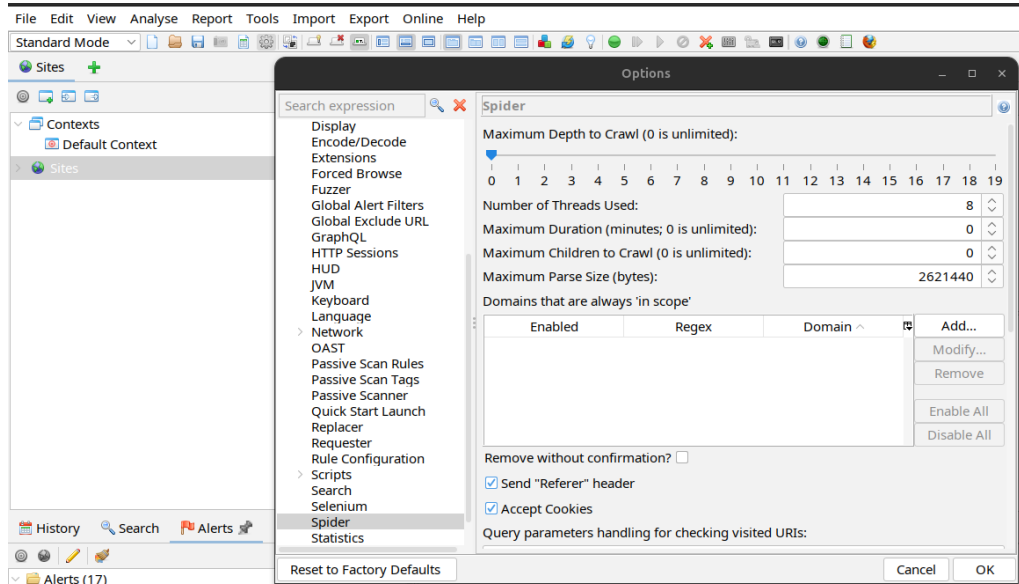 File Edit View Analyse Report Tools Import Export Online Help
Standard Mode
Sites
Contexts
Default Context
Sites
History Search Alerts
Alerts (17)
Options
Search expression
Display
Encode/Decode
Extensions
Forced Browse
Fuzzer
Global Alert Filters
Global Exclude URL
GraphQL
HTTP Sessions
HUD
JVM
Keyboard
Language
Network
OAST
Passive Scan Rules
Passive Scan Tags
Passive Scanner
Quick Start Launch
Replacer
Requester
Rule Configuration
Scripts
Search
Selenium
Spider
Statistics
Spider
Maximum Depth to Crawl (0 is unlimited):
0 1 2 3 4 5 6 7 8 9 10 11 12 13 14 15 16 17 18 19
Number of Threads Used: 8
Maximum Duration (minutes; 0 is unlimited): 0
Maximum Children to Crawl (0 is unlimited): 0
Maximum Parse Size (bytes): 2621440
Domains that are always 'in scope'
Enabled Regex Domain
Add...
Modify...
Remove
Enable All
Disable All
Remove without confirmation?
Send "Referer" header
Accept Cookies
Query parameters handling for checking visited URIs:
Reset to Factory Defaults
Cancel OK